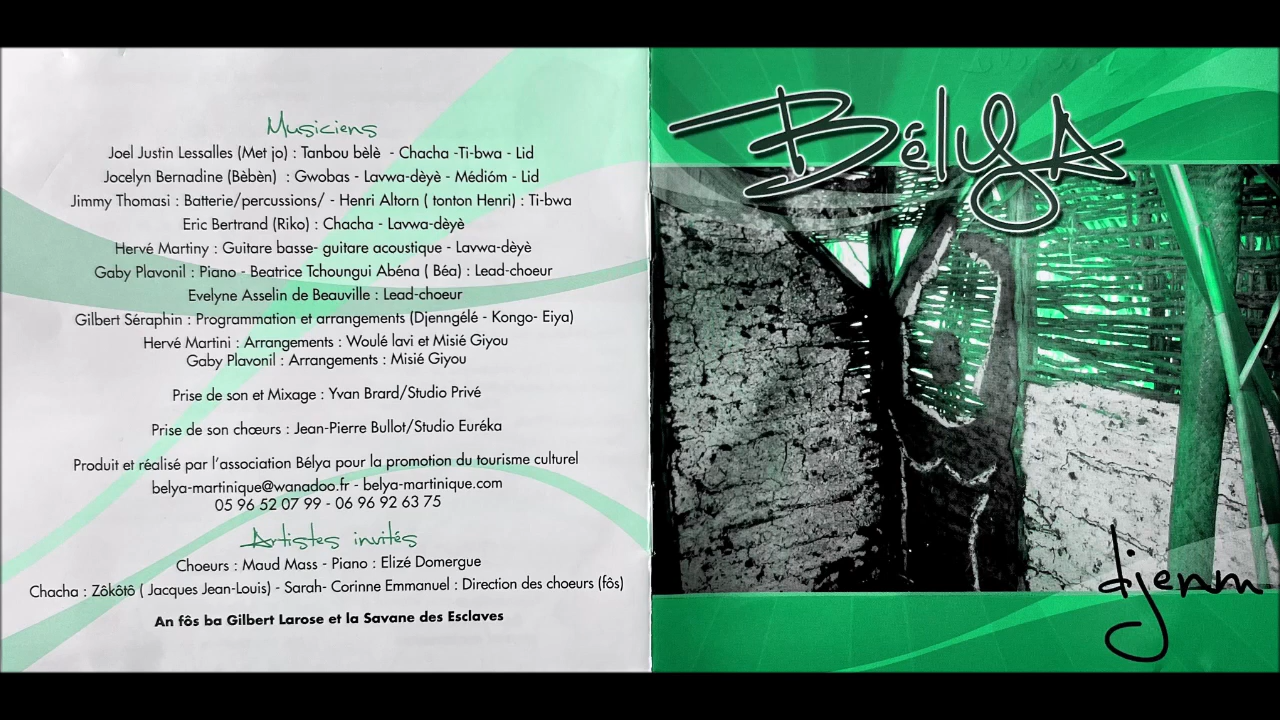 Musiciens
Joel Justin Lessalles (Met jo) : Tanbou bèlè - Chacha -Ti-bwa - Lid
Jocelyn Bernadine (Bèbèn) : Gwobas - Lavwa-dèyè - Médióm - Lid
Jimmy Thomasi : Batterie/percussions/ - Henri Altorn ( tonton Henri) : Ti-bwa
Eric Bertrand (Riko) : Chacha - Lavwa-dèyè
Hervé Martiny : Guitare basse- guitare acoustique - Lavwa-dèyè
Gaby Plavonil : Piano - Beatrice Tchoungui Abéna ( Béa) : Lead-choeur
Evelyne Asselin de Beauville : Lead-choeur
Gilbert Séraphin : Programmation et arrangements (Djenngélé - Kongo- Eiya)
Hervé Martini : Arrangements : Woulé lavi et Misié Giyou
Gaby Plavonil : Arrangements : Misié Giyou
Prise de son et Mixage : Yvan Brard/Studio Privé
Prise de son chœurs : Jean-Pierre Bullot/Studio Euréka
Produit et réalisé par l'association Bélya pour la promotion du tourisme culturel
belya-martinique@wanadoo.fr - belya-martinique.com
05 96 52 07 99 - 06 96 92 63 75
Artistes invités
Choeurs : Maud Mass - Piano : Elizé Domergue
Chacha : Zôkôtô ( Jacques Jean-Louis) - Sarah- Corinne Emmanuel : Direction des choeurs (fôs)
An fôs ba Gilbert Larose et la Savane des Esclaves
BélyA
djenm